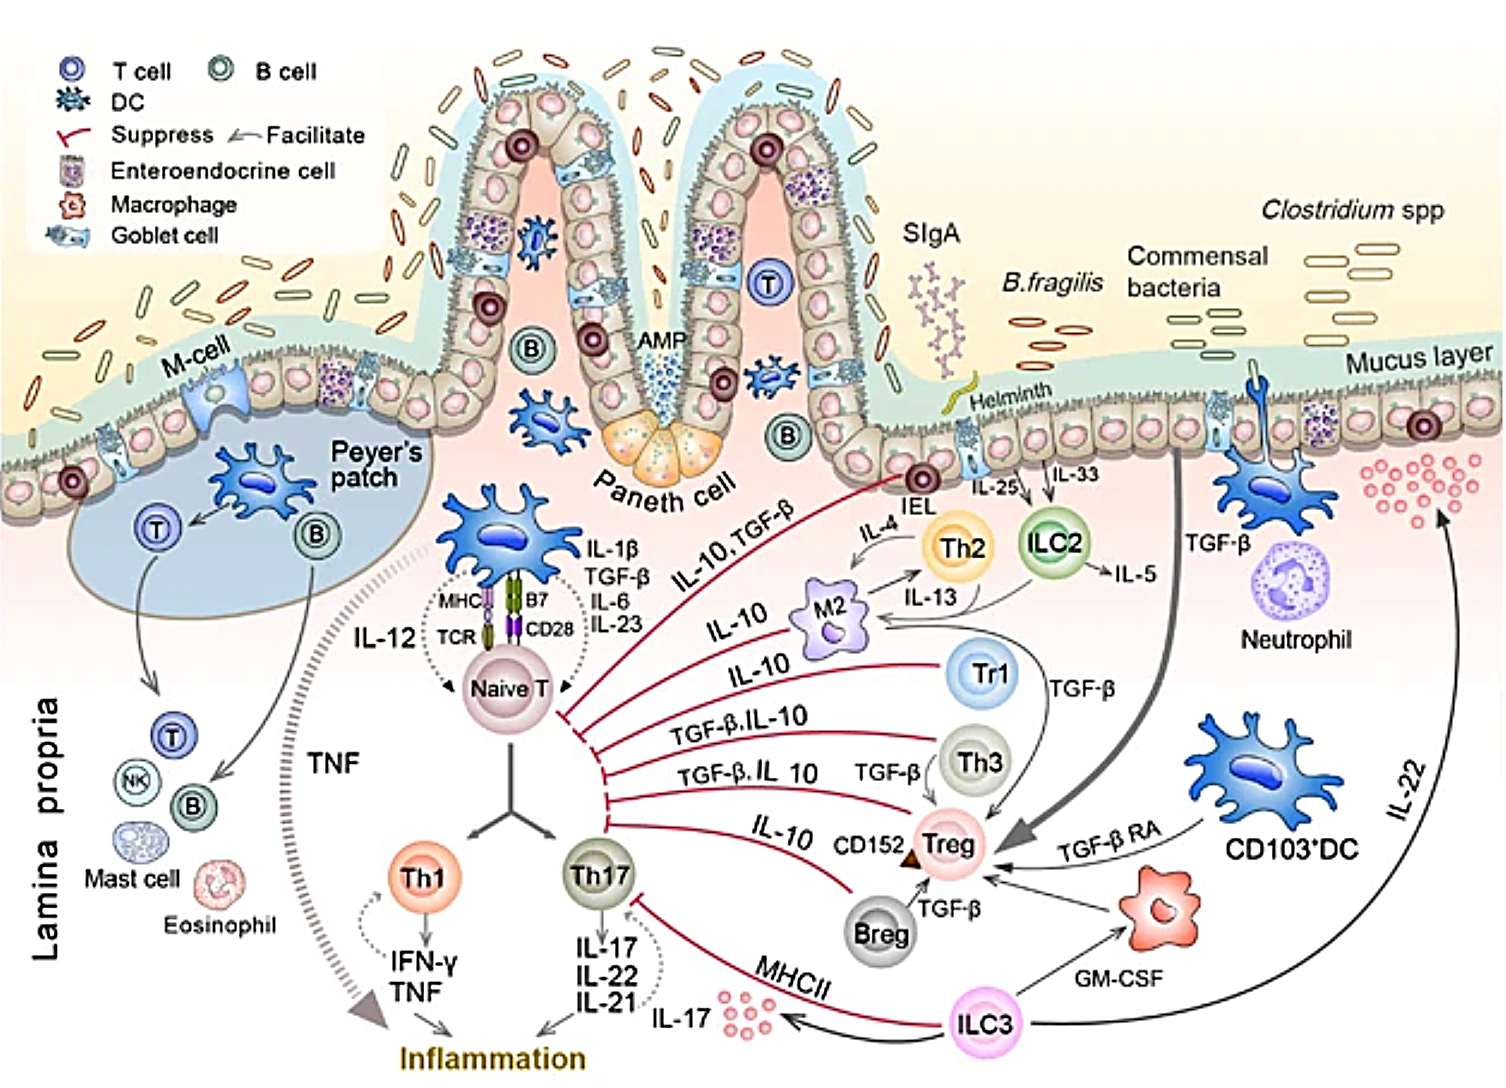 T cell
B cell
DC
Suppress
Facilitate
Enteroendocrine cell
Macrophage
Goblet cell
M-cell
Peyer's
patch
T
B
B
T
B
AMP
Paneth cell
SIgA
B.fragilis
Commensal
bacteria
Clostridium spp
Mucus layer
Helminth
IEL
IL-25
IL-33
IL-4
Th2
ILC2
IL-5
IL-13
M2
TGF-β
Neutrophil
IL-10,TGF-β
IL-1β
TGF-β
IL-6
IL-23
MHC
B7
TCR
CD28
IL-12
Naive T
IL-10
IL-10
Tr1
TGF-β
TGF-β.IL-10
Th3
TGF-β
TGF-β. IL 10
CD152
Treg
IL-10
Breg
TGF-β
TGF-β RA
CD103+DC
IL-22
GM-CSF
ILC3
MHCII
IL-17
Lamina propria
T
NK
B
Mast cell
Eosinophil
TNF
Th1
Th17
IFN-γ
TNF
IL-17
IL-22
IL-21
Inflammation